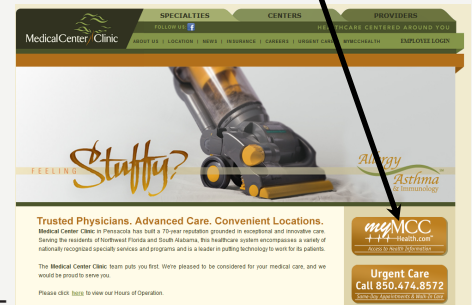 SPECIALTIES
CENTERS
PROVIDERS
FOLLOW US:
HEALTHCARE CENTERED AROUND YOU
MedicalCenter Clinic
ABOUT US | LOCATION | NEWS | INSURANCE | CAREERS | URGENT CARE MYMCCHEALTH
EMPLOYEE LOGIN
FEELING Stuffy?
Allergy
Asthma
& Immunology
Trusted Physicians. Advanced Care. Convenient Locations.
Medical Center Clinic in Pensacola has built a 70-year reputation grounded in exceptional and innovative care.
Serving the residents of Northwest Florida and South Alabama, this healthcare system encompasses a variety of
nationally recognized specialty services and programs and is a leader in putting technology to work for its patients.
The Medical Center Clinic team puts you first. We're pleased to be considered for your medical care, and we
would be proud to serve you.
Please click here to view our Hours of Operation.
myMCC
Health.com
Access to Health Information
Urgent Care
Call 850.474.8572
Same-Day Appointments & Walk-In Care